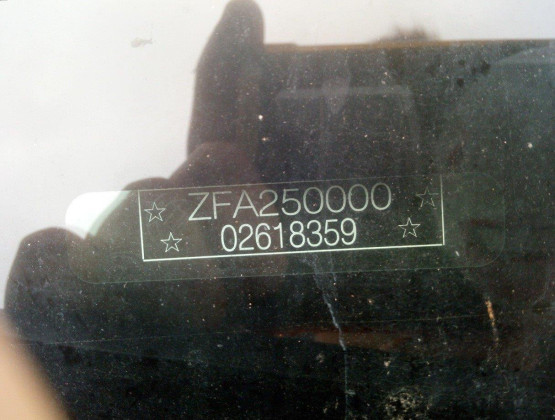 ☆ ZFA250000 ☆
☆ 02618359 ☆